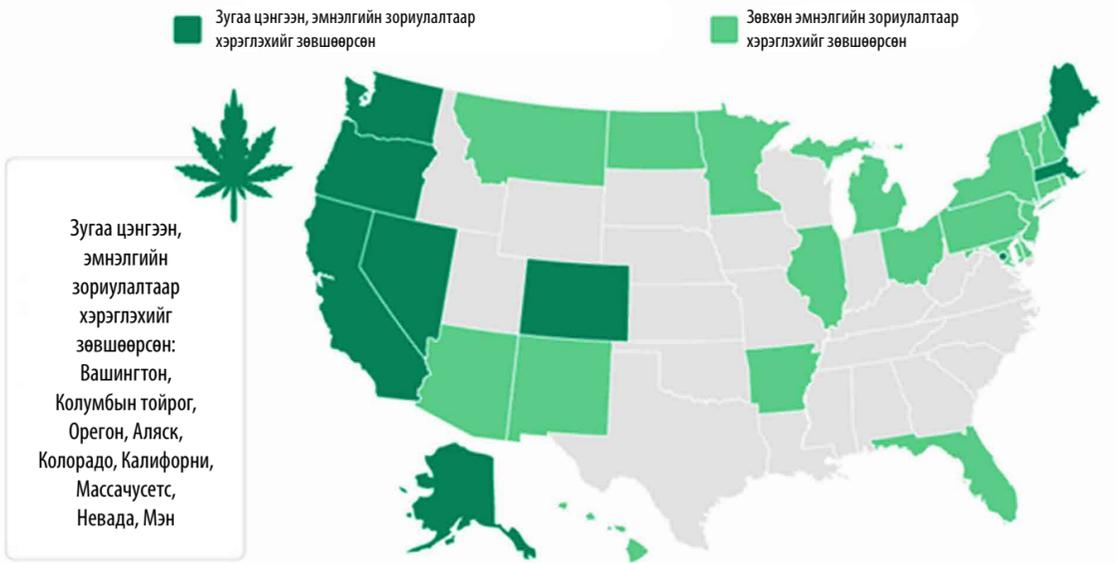 Зугаа цэнгээн, эмнэлгийн зориулалтаар
хэрэглэхийг зөвшөөрсөн
Зөвхөн эмнэлгийн зориулалтаар
хэрэглэхийг зөвшөөрсөн
Зугаа цэнгээн,
эмнэлгийн
зориулалтаар
хэрэглэхийг
зөвшөөрсөн:
Вашингтон,
Колумбын тойрог,
Орегон, Аляск,
Колорадо, Калифорни,
Массачусетс,
Невада, Мэн